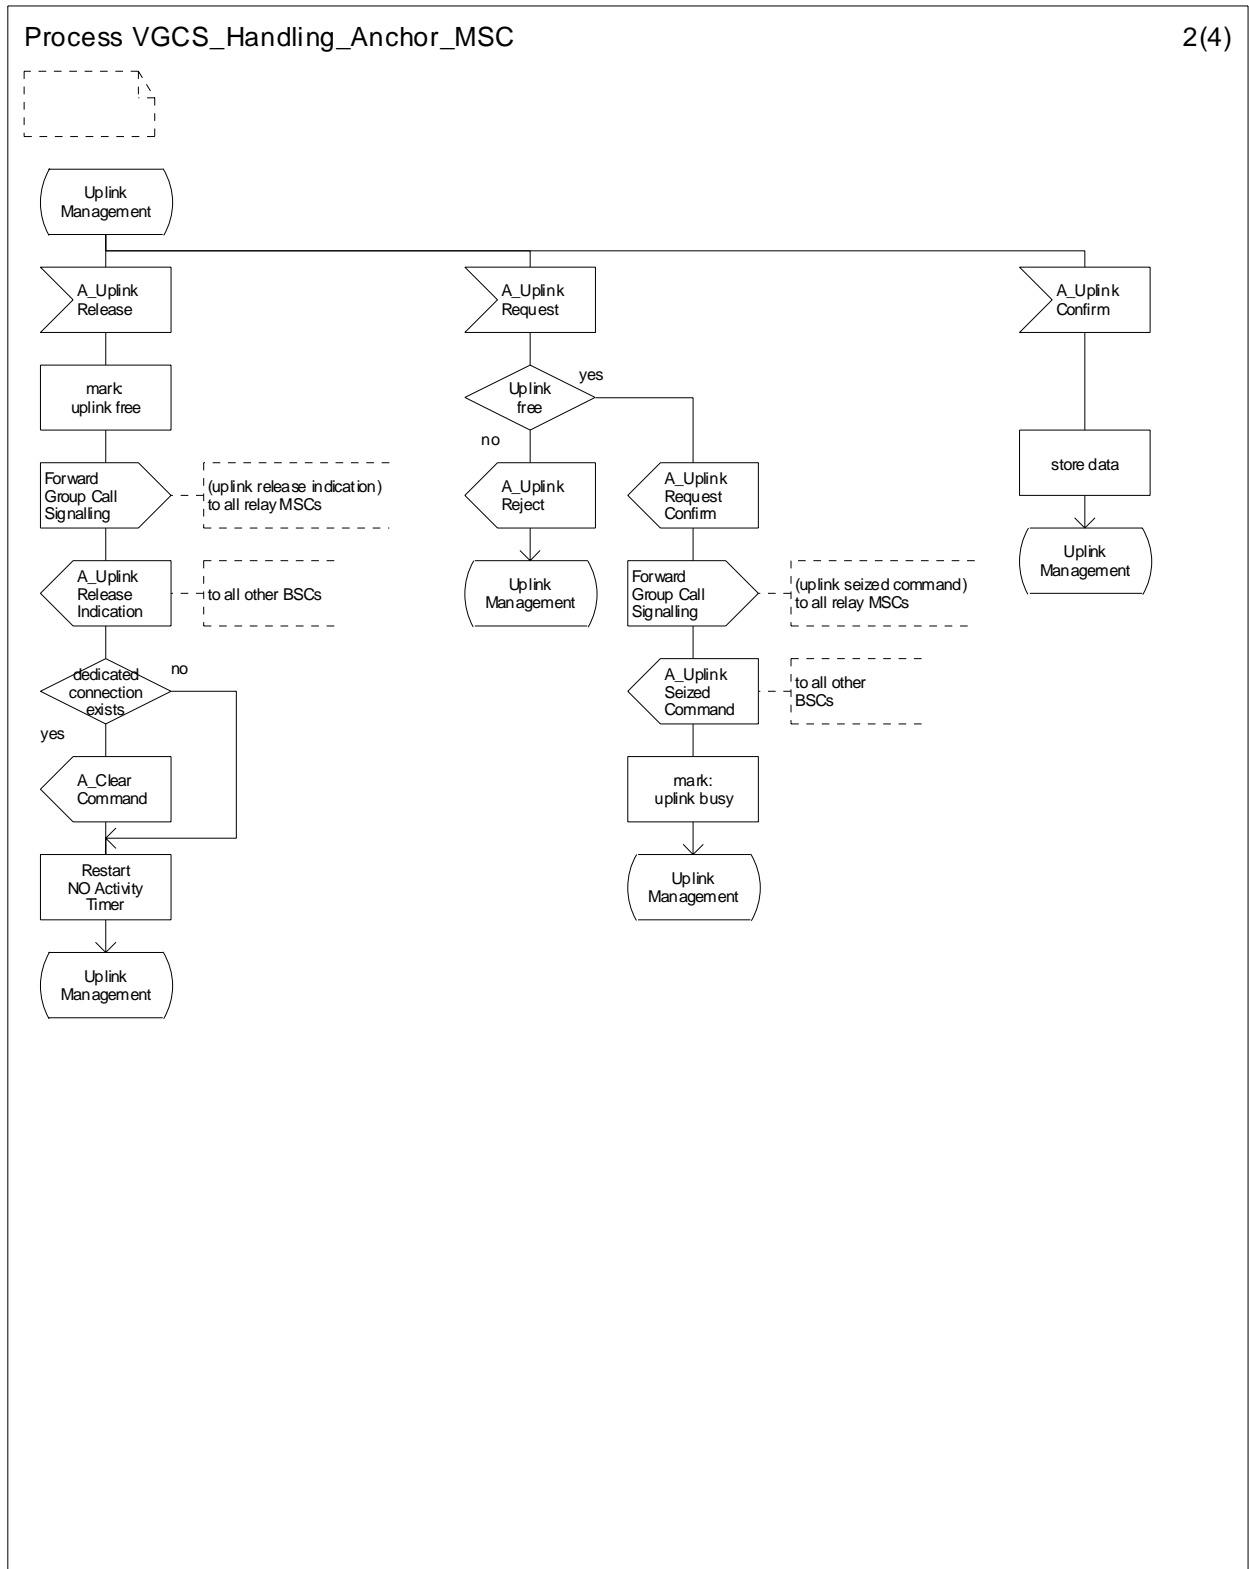 Process VGCS_Handling_Anchor_MSC
2(4)
Uplink
Management
A_Uplink
Release
mark:
uplink free
Forward
Group Call
Signalling
(uplink release indication)
to all relay MSCs
A_Uplink
Release
Indication
to all other BSCs
dedicated
connection
exists
no
yes
A_Clear
Command
Restart
NO Activity
Timer
Uplink
Management
A_Uplink
Request
Uplink
free
yes
no
A_Uplink
Reject
Uplink
Management
A_Uplink
Request
Confirm
Forward
Group Call
Signalling
(uplink seized command)
to all relay MSCs
A_Uplink
Seized
Command
to all other
BSCs
mark:
uplink busy
Uplink
Management
A_Uplink
Confirm
store data
Uplink
Management